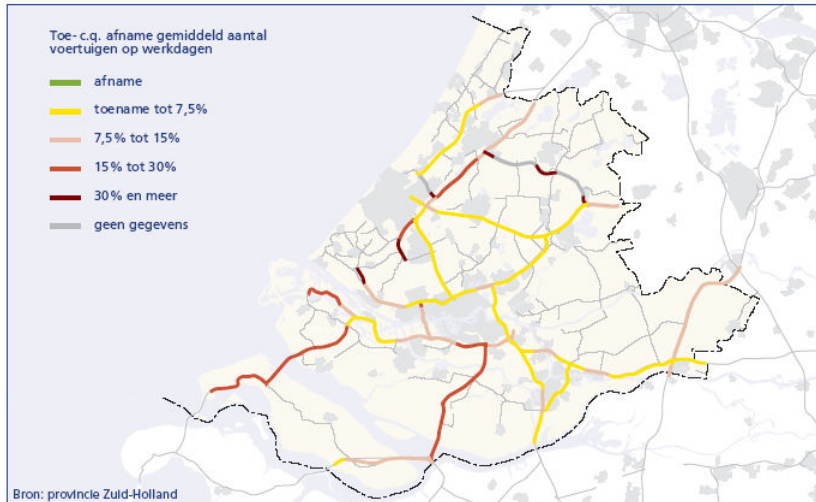 Toe- c.q. afname gemiddeld aantal
voertuigen op werkdagen
afname
toename tot 7,5%
7,5% tot 15%
15% tot 30%
30% en meer
geen gegevens
Bron: provincie Zuid-Holland